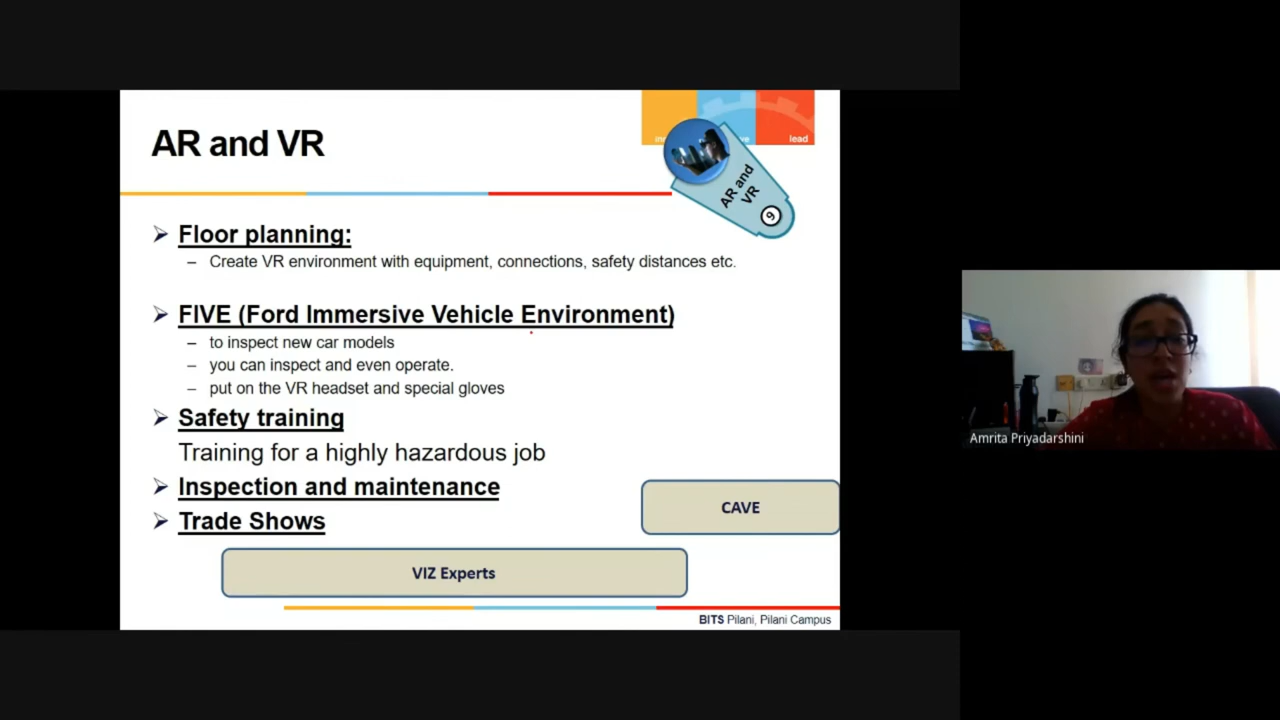 AR and VR
lead
AR and
VR
9
➢ Floor planning:
– Create VR environment with equipment, connections, safety distances etc.
➢ FIVE (Ford Immersive Vehicle Environment)
– to inspect new car models
– you can inspect and even operate.
– put on the VR headset and special gloves
➢ Safety training
Training for a highly hazardous job
➢ Inspection and maintenance
➢ Trade Shows
CAVE
VIZ Experts
BITS Pilani, Pilani Campus
Amrita Priyadarshini